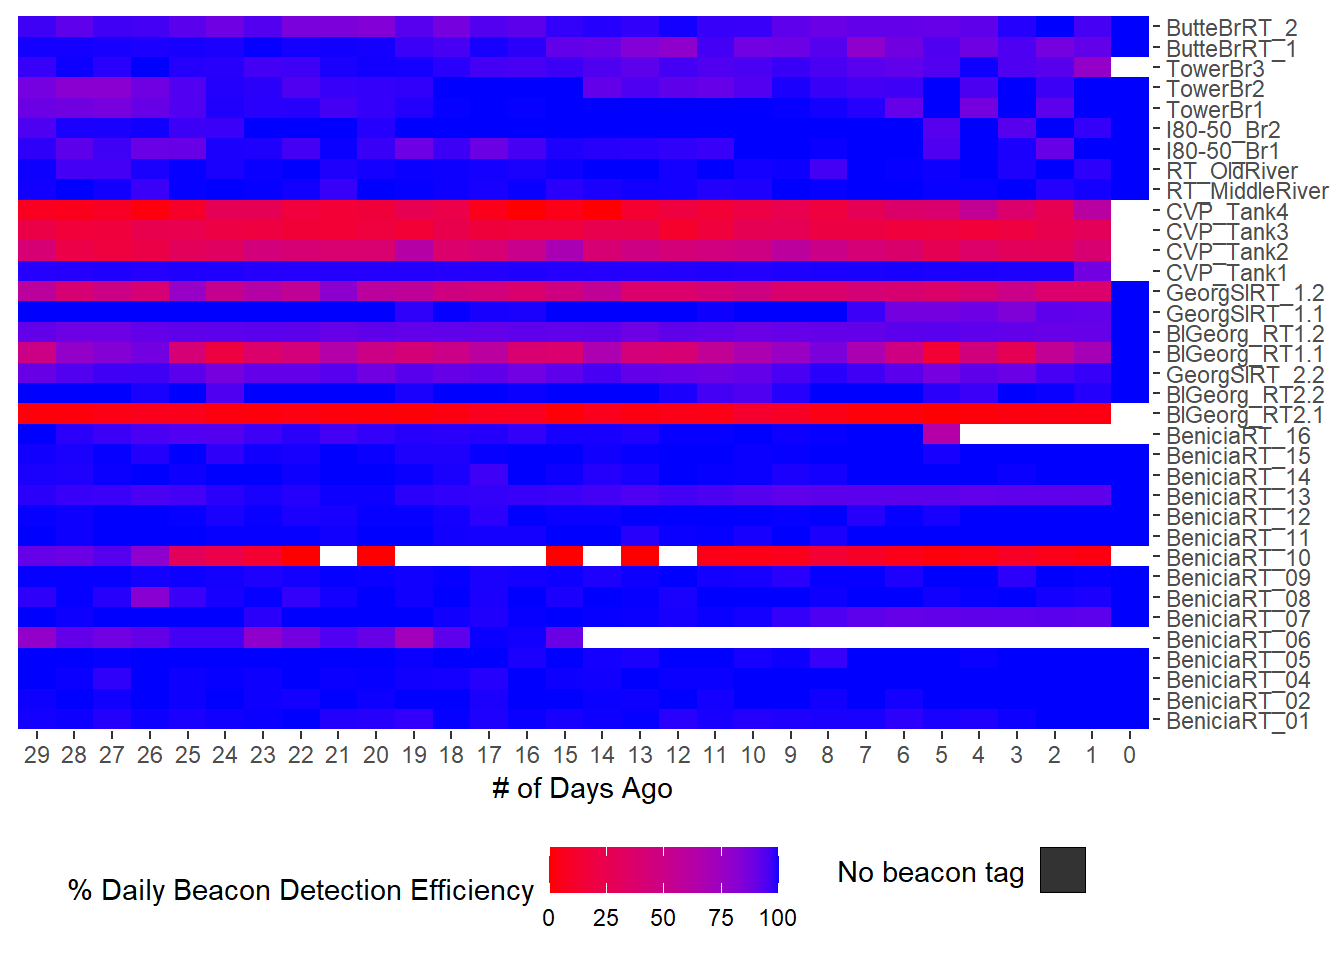 ButteBrRT_2
ButteBrRT_1
TowerBr3
TowerBr2
TowerBr1
I80-50_Br2
I80-50_Br1
RT_OldRiver
RT_MiddleRiver
CVP_Tank4
CVP_Tank3
CVP_Tank2
CVP_Tank1
GeorgSlRT_1.2
GeorgSlRT_1.1
BlGeorg_RT1.2
BlGeorg_RT1.1
GeorgSlRT_2.2
BlGeorg_RT2.2
BlGeorg_RT2.1
BeniciaRT_16
BeniciaRT_15
BeniciaRT_14
BeniciaRT_13
BeniciaRT_12
BeniciaRT_11
BeniciaRT_10
BeniciaRT_09
BeniciaRT_08
BeniciaRT_07
BeniciaRT_06
BeniciaRT_05
BeniciaRT_04
BeniciaRT_02
BeniciaRT_01
29 28 27 26 25 24 23 22 21 20 19 18 17 16 15 14 13 12 11 10 9 8 7 6 5 4 3 2 1 0
# of Days Ago
% Daily Beacon Detection Efficiency
0 25 50 75 100
No beacon tag